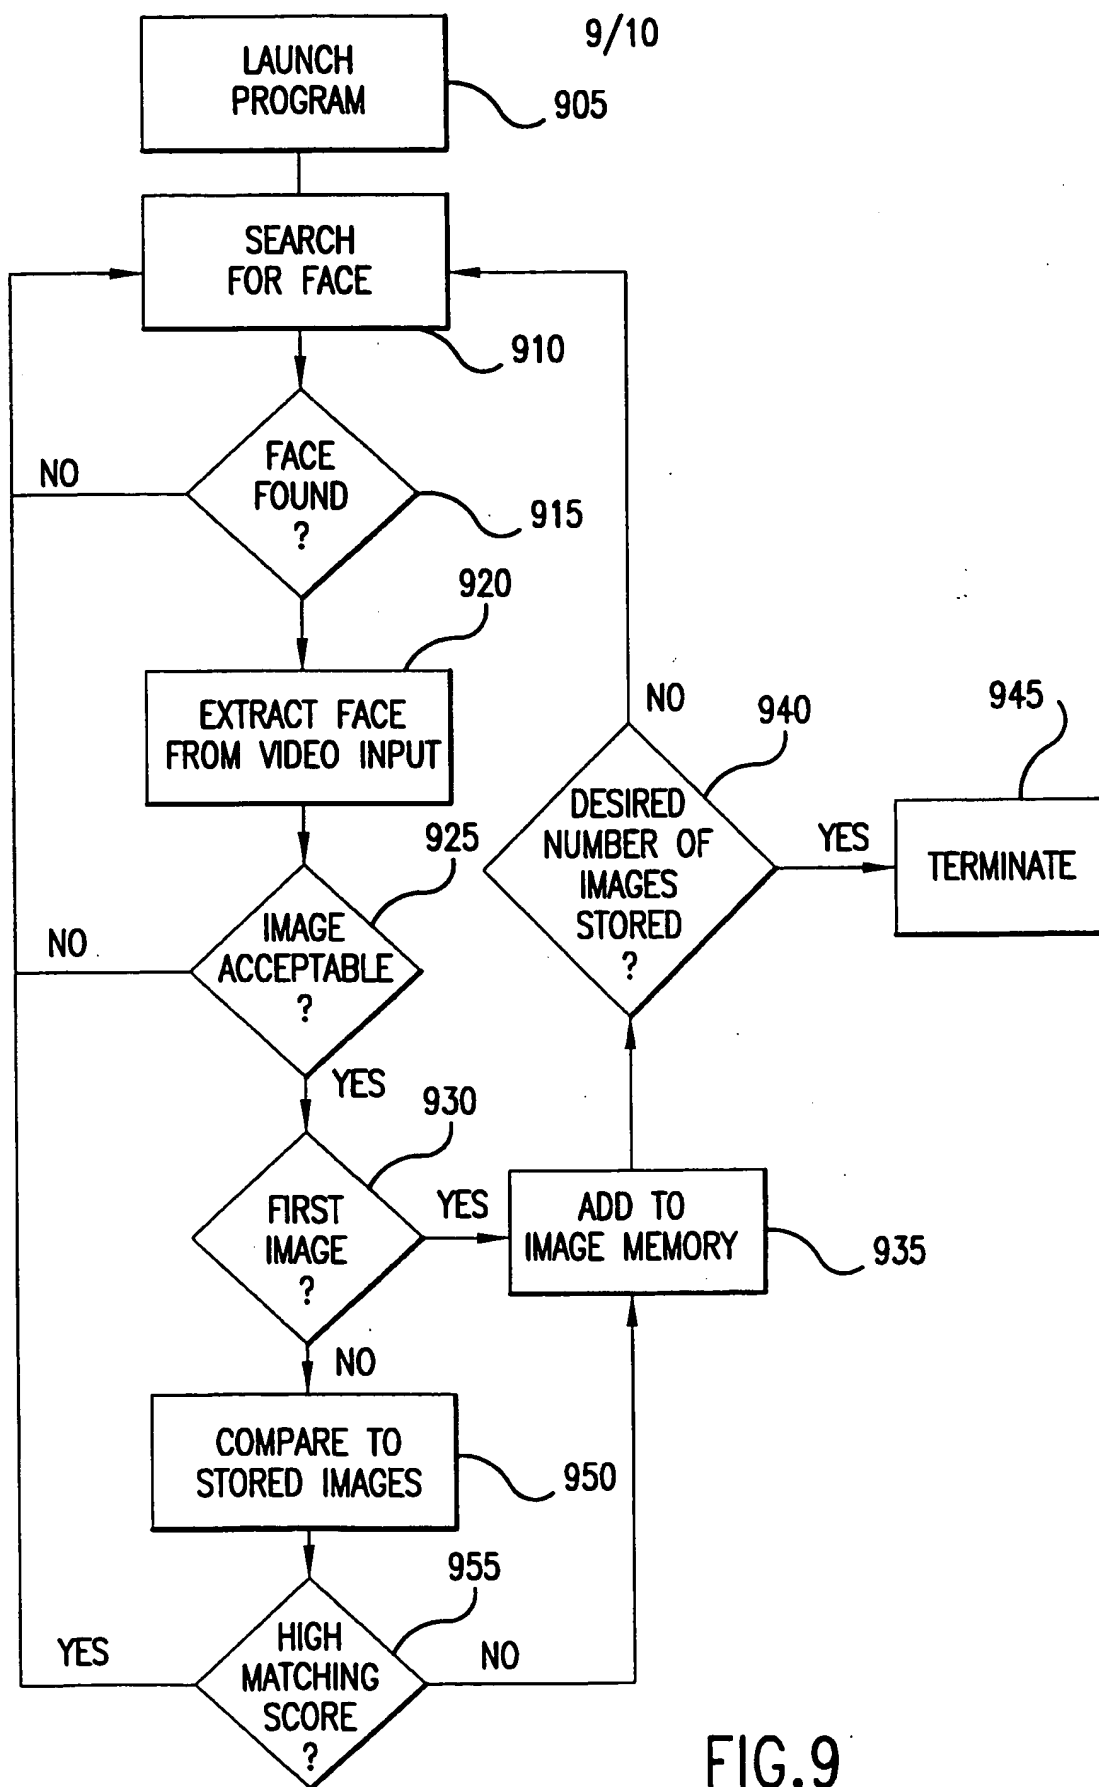 9/10
LAUNCH
PROGRAM
905
SEARCH
FOR FACE
910
FACE
FOUND
?
NO
915
920
EXTRACT FACE
FROM VIDEO INPUT
925
IMAGE
ACCEPTABLE
?
NO
YES
930
FIRST
IMAGE
?
YES
ADD TO
IMAGE MEMORY
935
NO
940
DESIRED
NUMBER OF
IMAGES
STORED
?
NO
YES
945
TERMINATE
COMPARE TO
STORED IMAGES
950
955
HIGH
MATCHING
SCORE
?
YES
NO
FIG.9